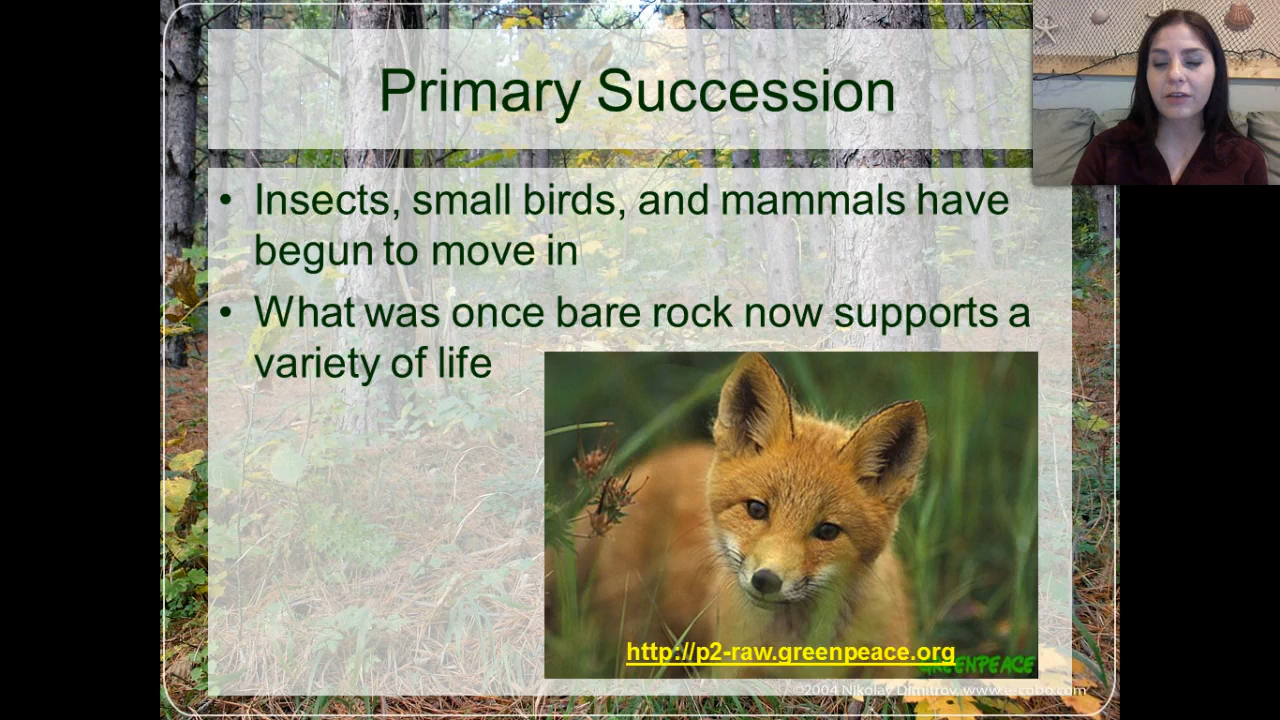 Primary Succession
• Insects, small birds, and mammals have
begun to move in
• What was once bare rock now supports a
variety of life
http://p2-raw.greenpeace.org
GREENPEACE
©2004 Nikolay Dimitrov, www.e-cobo.com